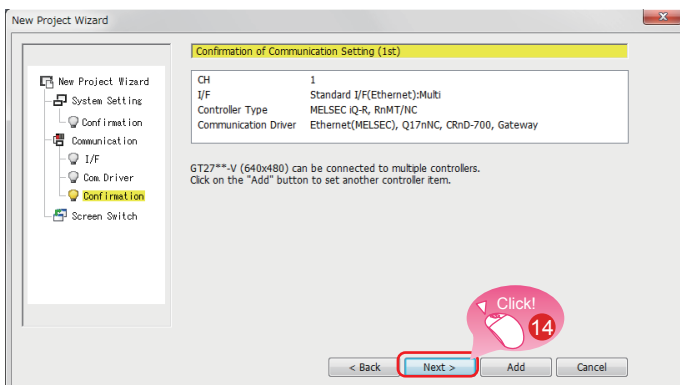 New Project Wizard
x
Confirmation of Communication Setting (1st)
New Project Wizard
System Setting
Confirmation
Communication
I/F
Com. Driver
Confirmation
Screen Switch
CH 1
I/F Standard I/F(Ethernet):Multi
Controller Type MELSEC iQ-R, RnMT/NC
Communication Driver Ethernet(MELSEC), Q17nNC, CRnD-700, Gateway
GT27**-V (640x480) can be connected to multiple controllers.
Click on the "Add" button to set another controller item.
Click!
14
< Back Next > Add Cancel